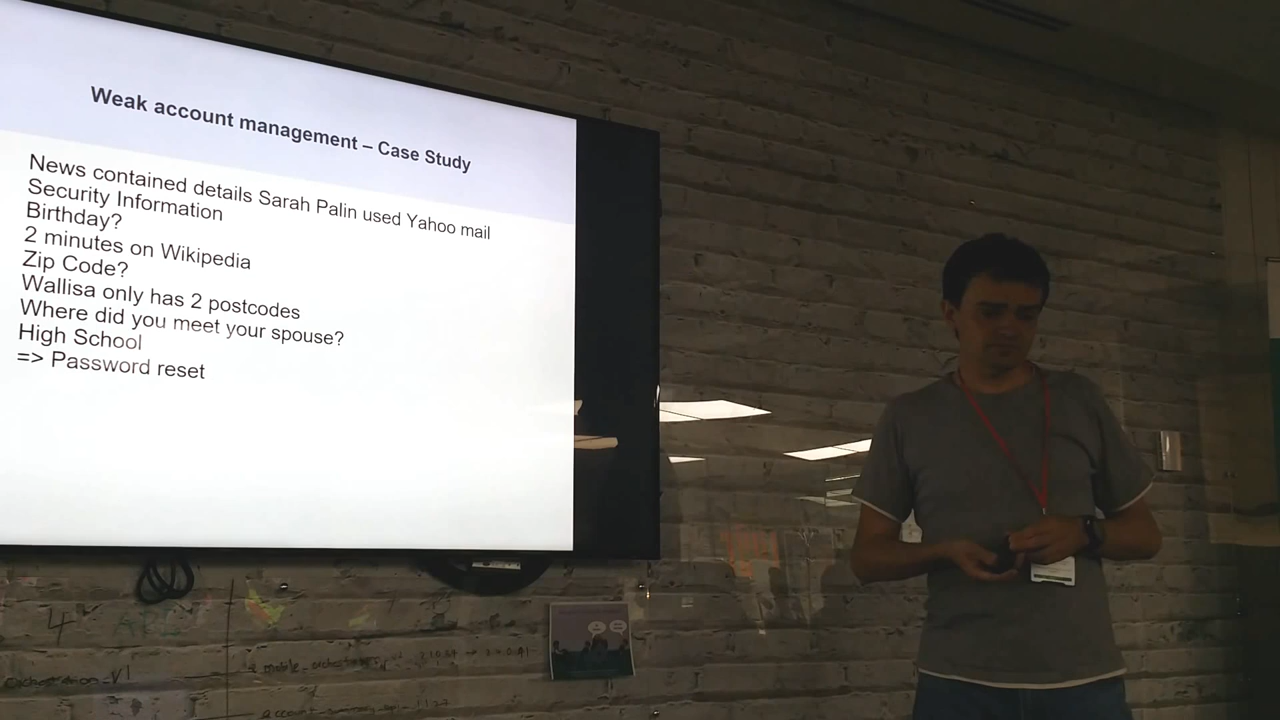 Weak account management – Case Study
News contained details Sarah Palin used Yahoo mail
Security Information
Birthday?
2 minutes on Wikipedia
Zip Code?
Wallisa only has 2 postcodes
Where did you meet your spouse?
High School
=> Password reset
4